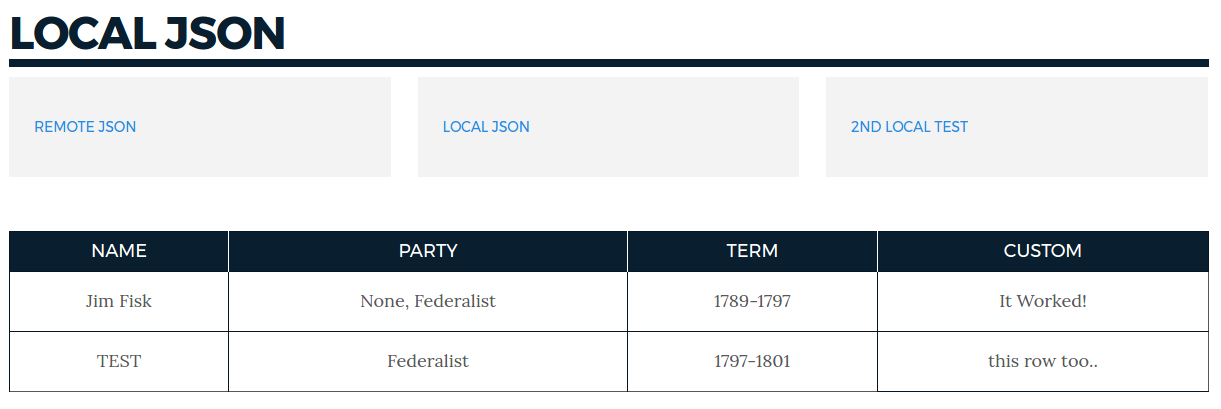 LOCAL JSON
REMOTE JSON LOCAL JSON 2ND LOCAL TEST
NAME PARTY TERM CUSTOM
Jim Fisk None, Federalist 1789-1797 It Worked!
TEST Federalist 1797-1801 this row too..